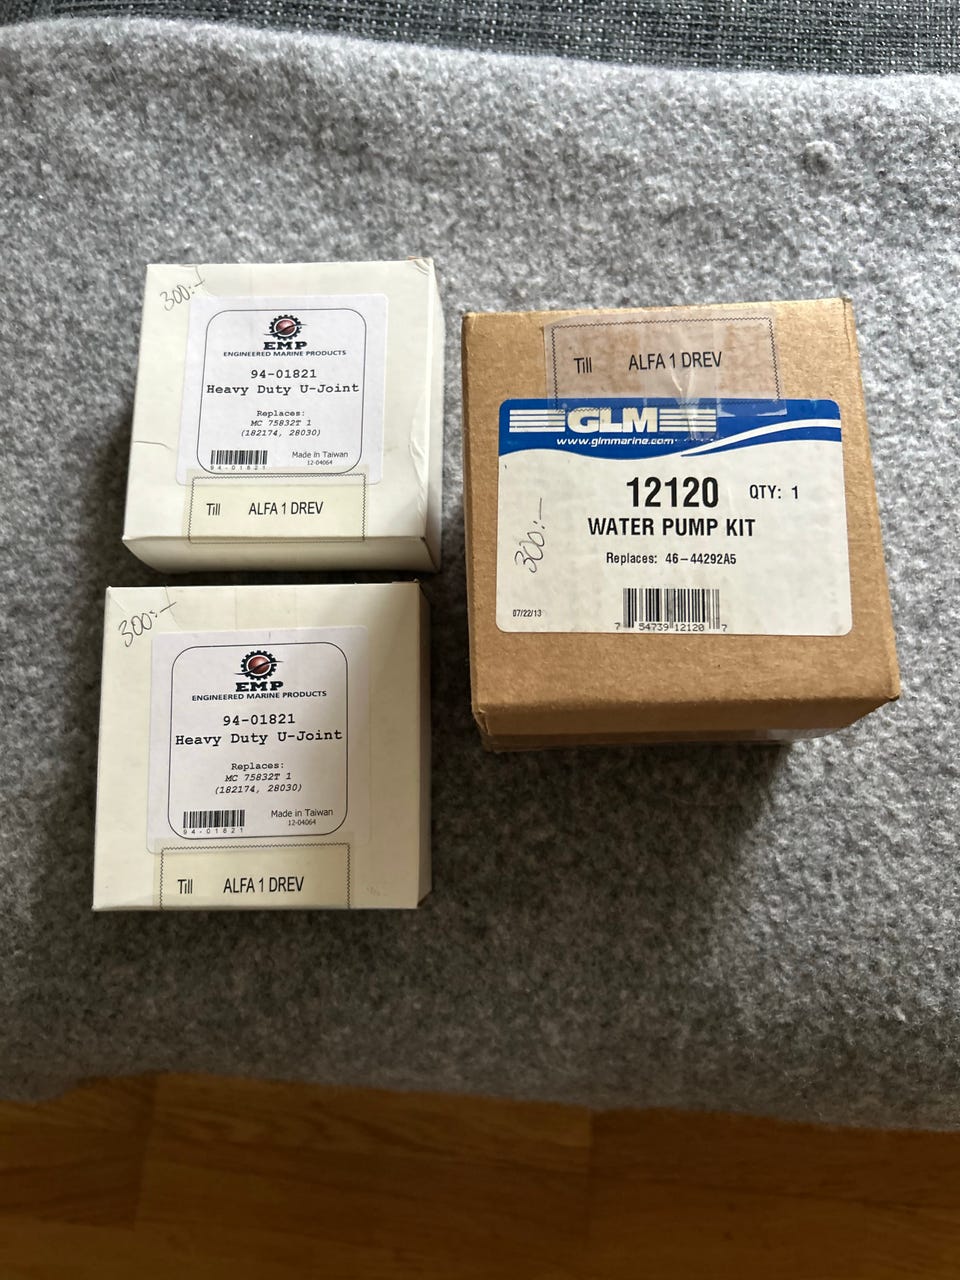 300:-
EMP
ENGINEERED MARINE PRODUCTS
94-01821
Heavy Duty U-Joint
Replaces:
MC 75832T 1
(182174, 28030)
94-01821
Made in Taiwan
12-04064
Till ALFA 1 DREV
300:-
EMP
ENGINEERED MARINE PRODUCTS
94-01821
Heavy Duty U-Joint
Replaces:
MC 75832T 1
(182174, 28030)
94-01821
Made in Taiwan
12-04064
Till ALFA 1 DREV
Till ALFA 1 DREV
GLM
www.glmmarine.com
12120 QTY: 1
WATER PUMP KIT
Replaces: 46-44292A5
300:-
07/22/13
7 54739 12120 7